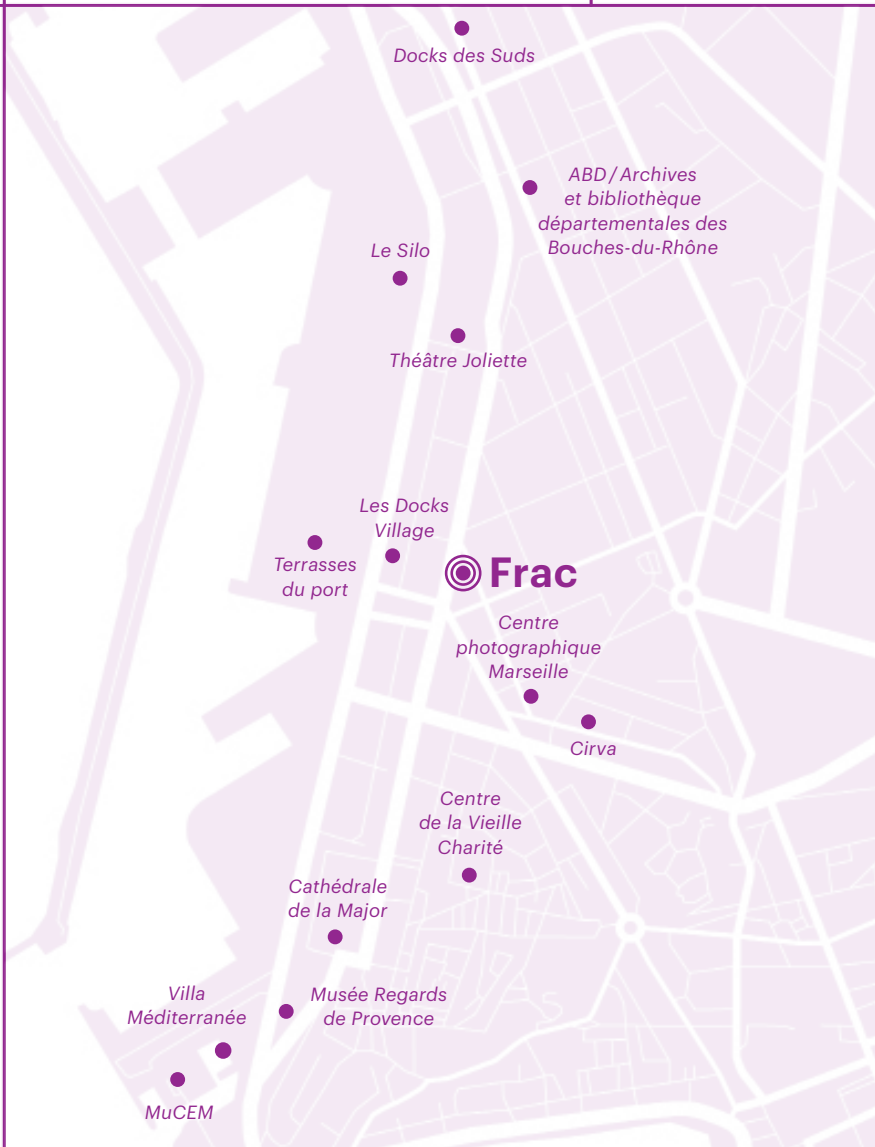 Docks des Suds
ABD / Archives
et bibliothèque
départementales des
Bouches-du-Rhône
Le Silo
Théâtre Joliette
Les Docks
Village
Terrasses
du port
Frac
Centre
photographique
Marseille
Cirva
Centre
de la Vieille
Charité
Cathédrale
de la Major
Villa
Méditerranée
Musée Regards
de Provence
MuCEM